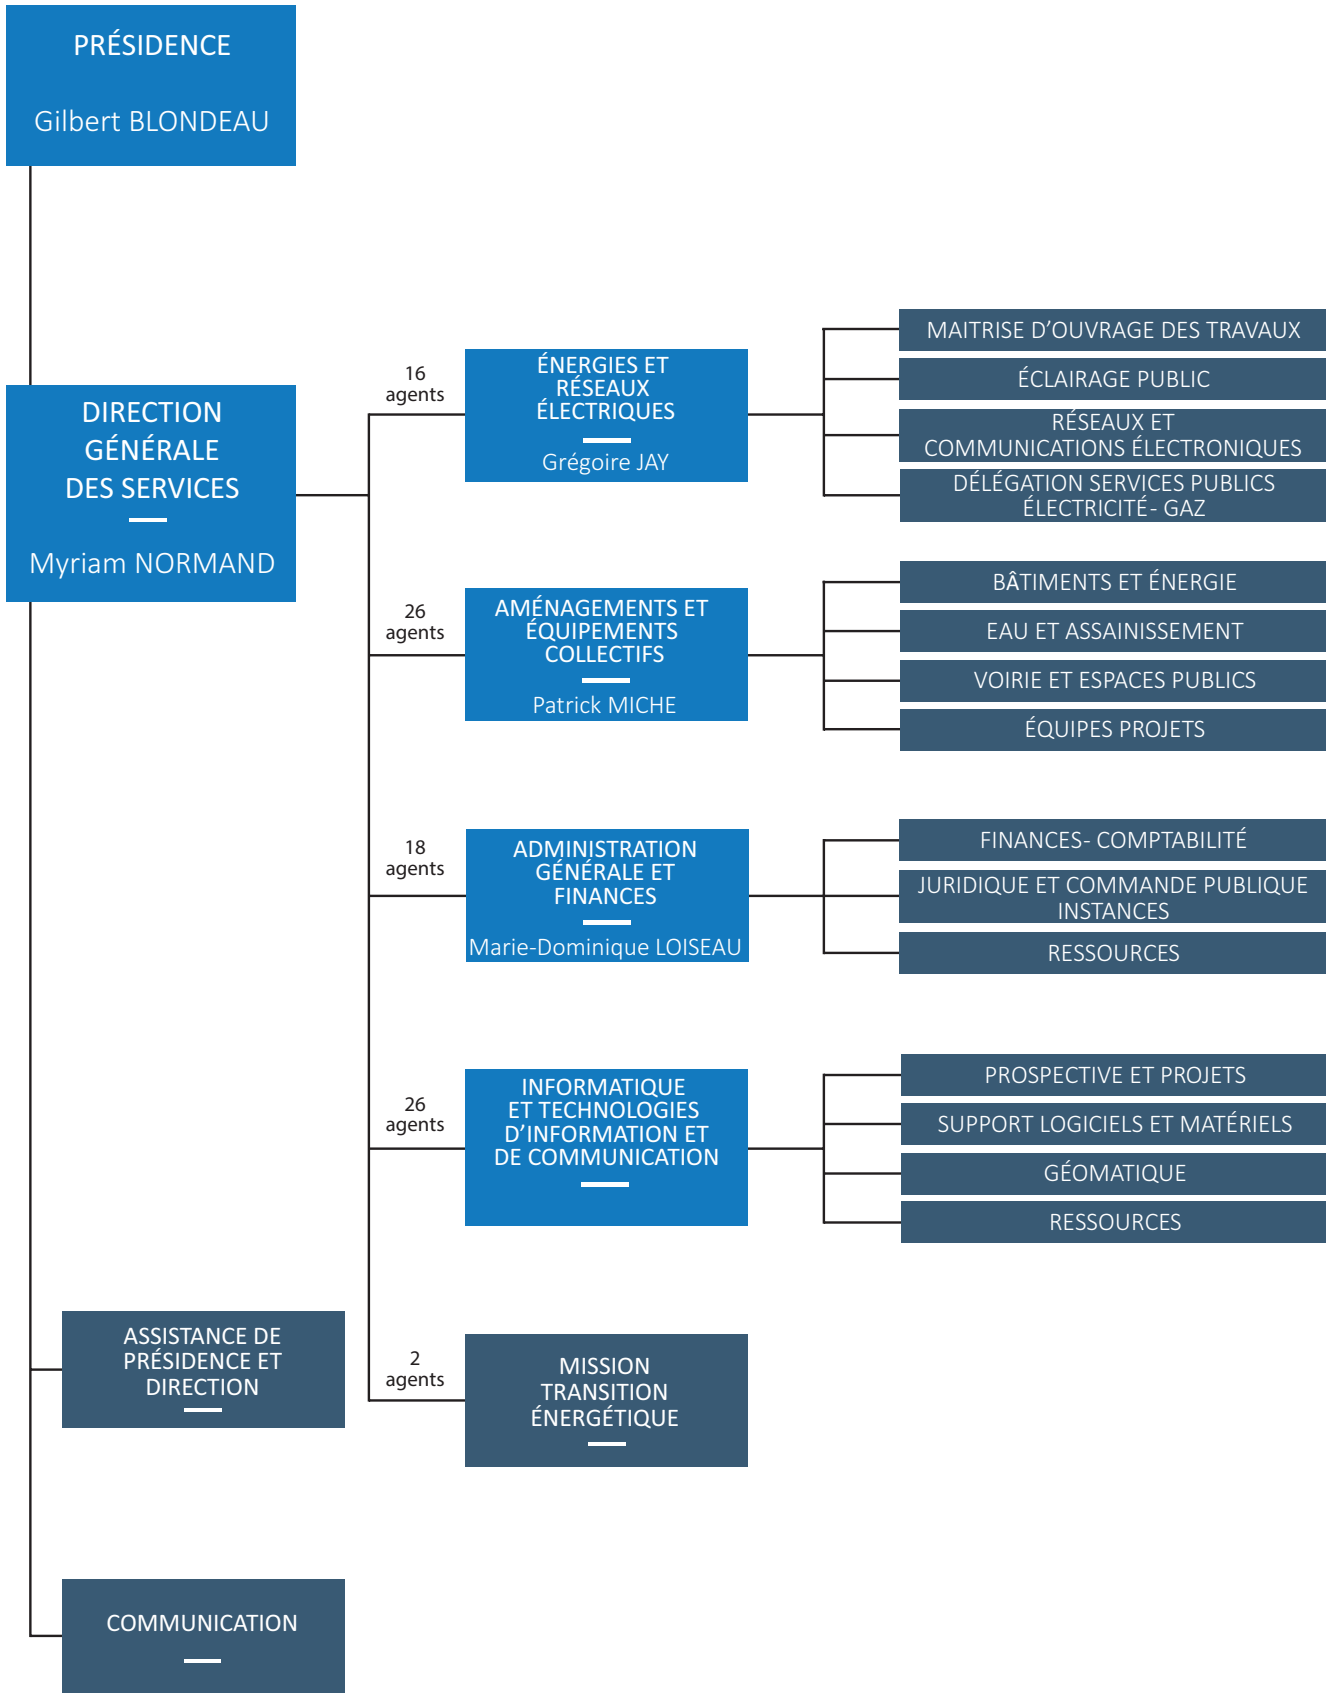 PRÉSIDENCE
Gilbert BLONDEAU
DIRECTION
GÉNÉRALE
DES SERVICES
Myriam NORMAND
16
agents
ÉNERGIES ET
RÉSEAUX
ÉLECTRIQUES
Grégoire JAY
MAITRISE D’OUVRAGE DES TRAVAUX
ÉCLAIRAGE PUBLIC
RÉSEAUX ET
COMMUNICATIONS ÉLECTRONIQUES
DÉLÉGATION SERVICES PUBLICS
ÉLECTRICITÉ- GAZ
26
agents
AMÉNAGEMENTS ET
ÉQUIPEMENTS
COLLECTIFS
Patrick MICHE
BÂTIMENTS ET ÉNERGIE
EAU ET ASSAINISSEMENT
VOIRIE ET ESPACES PUBLICS
ÉQUIPES PROJETS
18
agents
ADMINISTRATION
GÉNÉRALE ET
FINANCES
Marie-Dominique LOISEAU
FINANCES- COMPTABILITÉ
JURIDIQUE ET COMMANDE PUBLIQUE
INSTANCES
RESSOURCES
26
agents
INFORMATIQUE
ET TECHNOLOGIES
D’INFORMATION ET
DE COMMUNICATION
PROSPECTIVE ET PROJETS
SUPPORT LOGICIELS ET MATÉRIELS
GÉOMATIQUE
RESSOURCES
2
agents
MISSION
TRANSITION
ÉNERGÉTIQUE
ASSISTANCE DE
PRÉSIDENCE ET
DIRECTION
COMMUNICATION